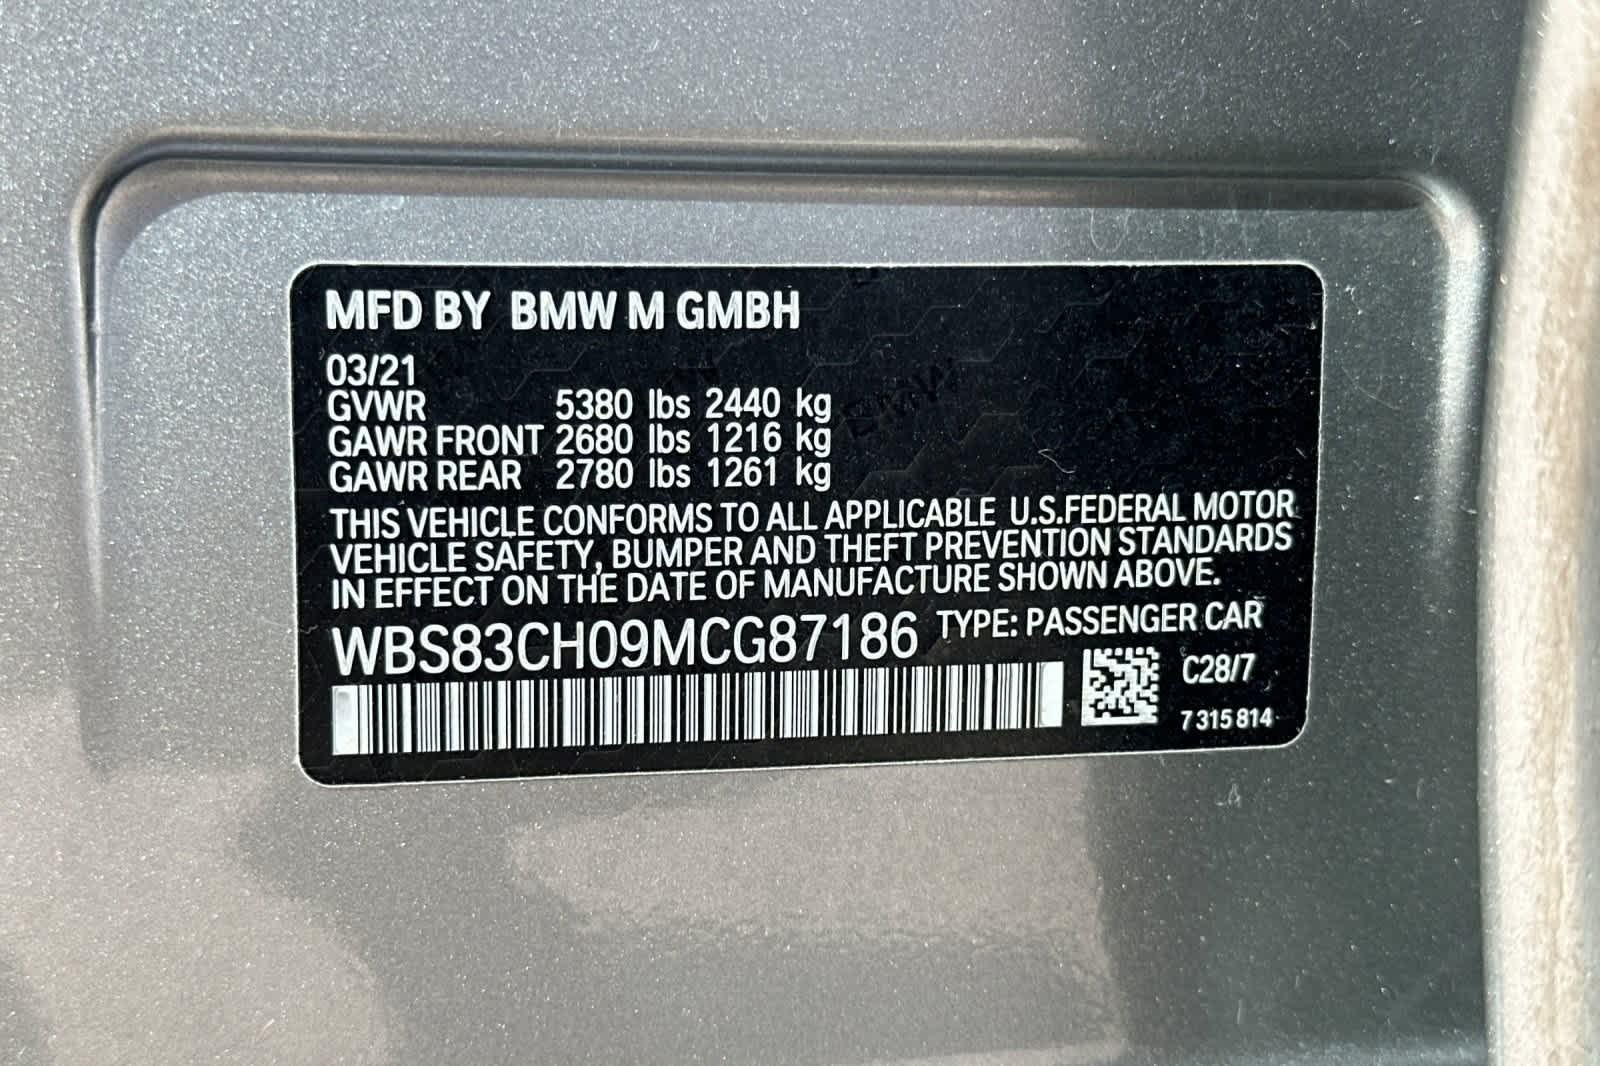 MFD BY BMW M GMBH
03/21
GVWR 5380 lbs 2440 kg
GAWR FRONT 2680 lbs 1216 kg
GAWR REAR 2780 lbs 1261 kg
THIS VEHICLE CONFORMS TO ALL APPLICABLE U.S.FEDERAL MOTOR
VEHICLE SAFETY, BUMPER AND THEFT PREVENTION STANDARDS
IN EFFECT ON THE DATE OF MANUFACTURE SHOWN ABOVE.
WBS83CH09MCG87186 TYPE: PASSENGER CAR
C28/7
7 315 814
BMW